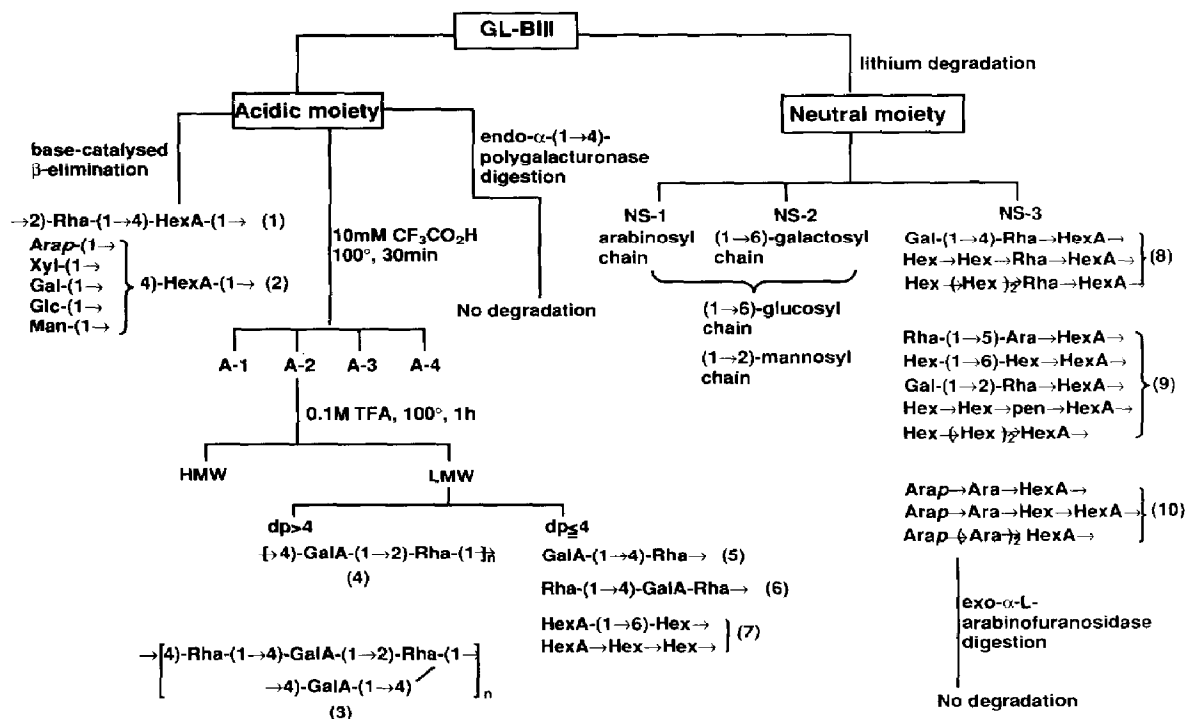 GL-BIII
lithium degradation
Acidic moiety
Neutral moiety
base-catalysed
β-elimination
endo-α-(1→4)-
polygalacturonase
digestion
→2)-Rha-(1→4)-HexA-(1→ (1)
Arap-(1→
Xyl-(1→
Gal-(1→
Glc-(1→
Man-(1→
4)-HexA-(1→ (2)
10mM CF₃CO₂H
100°, 30min
No degradation
NS-1
arabinosyl
chain
NS-2
(1→6)-galactosyl
chain
(1→6)-glucosyl
chain
(1→2)-mannosyl
chain
NS-3
Gal-(1→4)-Rha→HexA→
Hex→Hex→Rha→HexA→
Hex-(→Hex )₂→Rha→HexA→
(8)
Rha-(1→5)-Ara→HexA→
Hex-(1→6)-Hex→HexA→
Gal-(1→2)-Rha→HexA→
Hex→Hex→pen→HexA→
Hex-(→Hex )₂→HexA→
(9)
Arap→Ara→HexA→
Arap→Ara→Hex→HexA→
Arap-(→Ara→)₂ HexA→
(10)
exo-α-L-
arabinofuranosidase
digestion
No degradation
A-1 A-2 A-3 A-4
0.1M TFA, 100°, 1h
HMW LMW
dp>4
[→4)-GalA-(1→2)-Rha-(1→]n
(4)
dp≦4
GalA-(1→4)-Rha→ (5)
Rha-(1→4)-GalA-Rha→ (6)
HexA-(1→6)-Hex→
HexA→Hex→Hex→
(7)
→[4)-Rha-(1→4)-GalA-(1→2)-Rha-(1→
→4)-GalA-(1→4) ]n
(3)